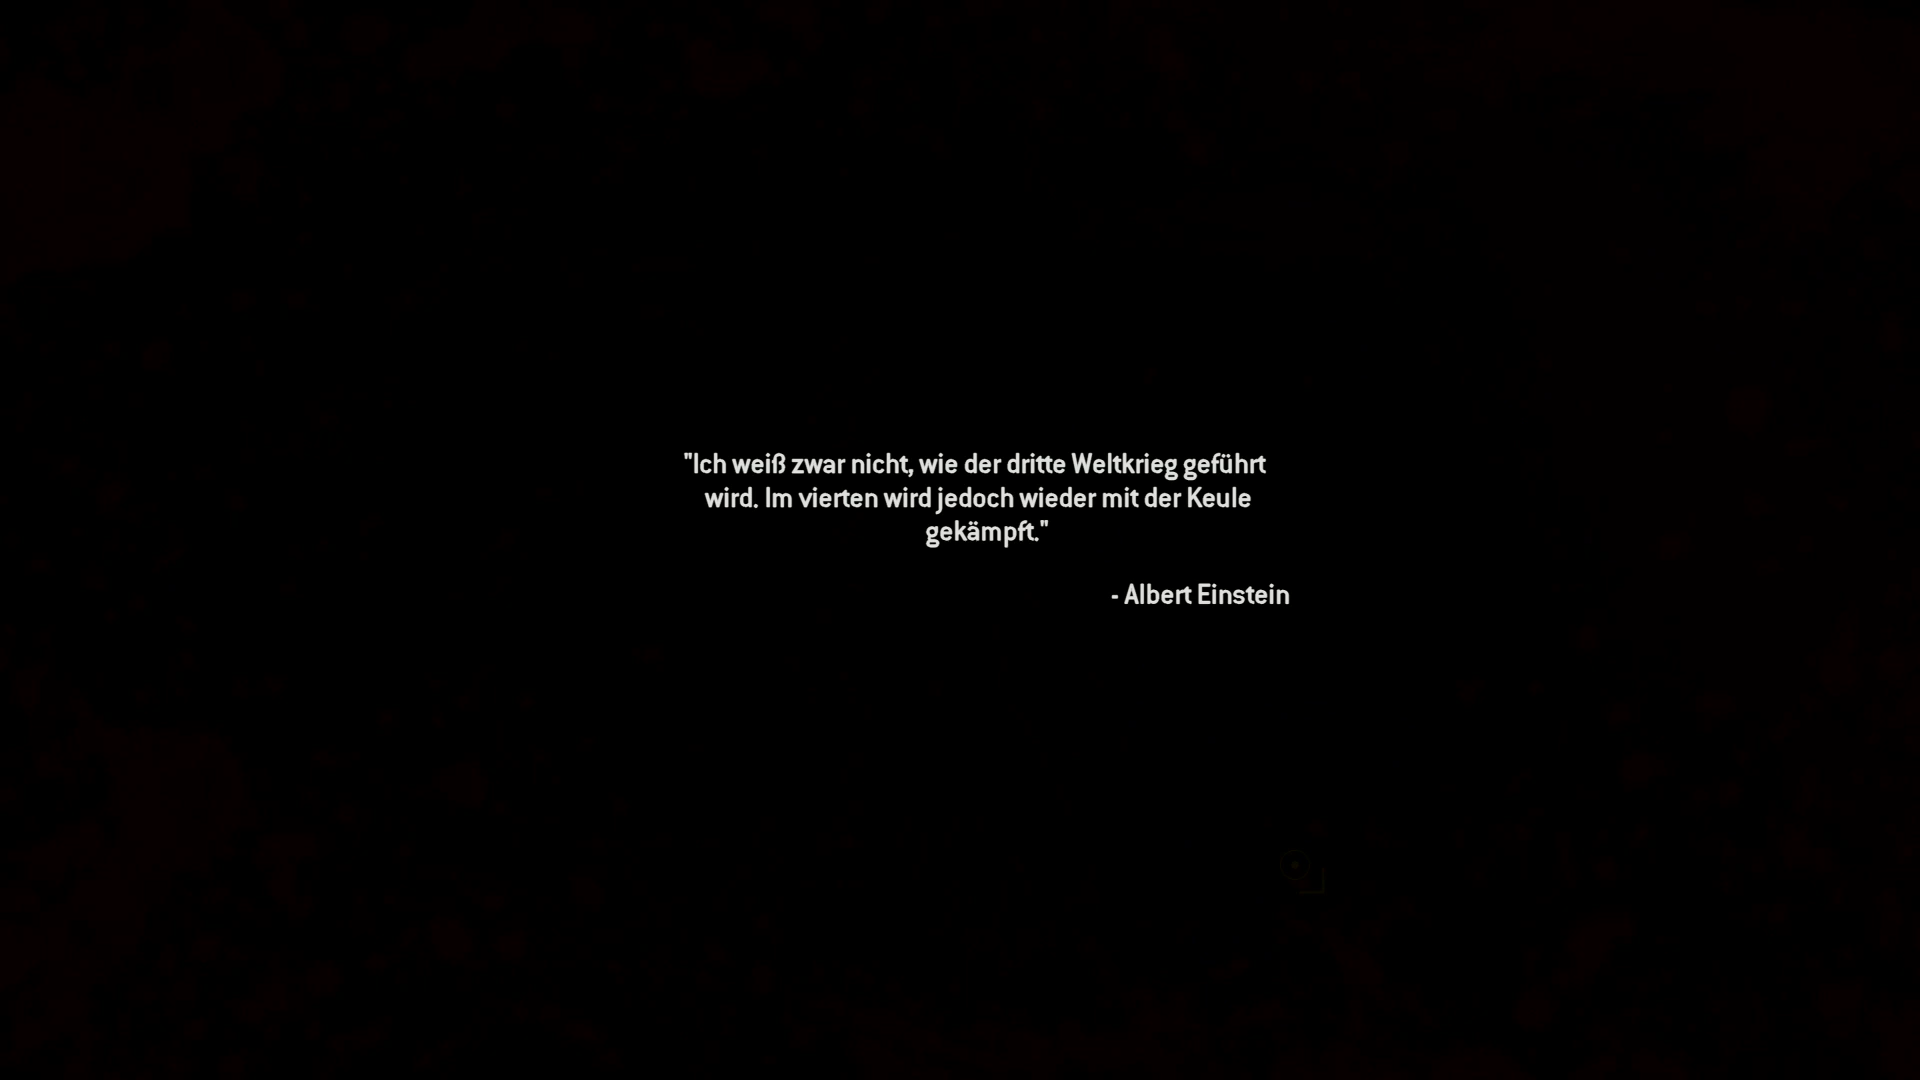 "Ich weiß zwar nicht, wie der dritte Weltkrieg geführt
wird. Im vierten wird jedoch wieder mit der Keule
gekämpft."
- Albert Einstein